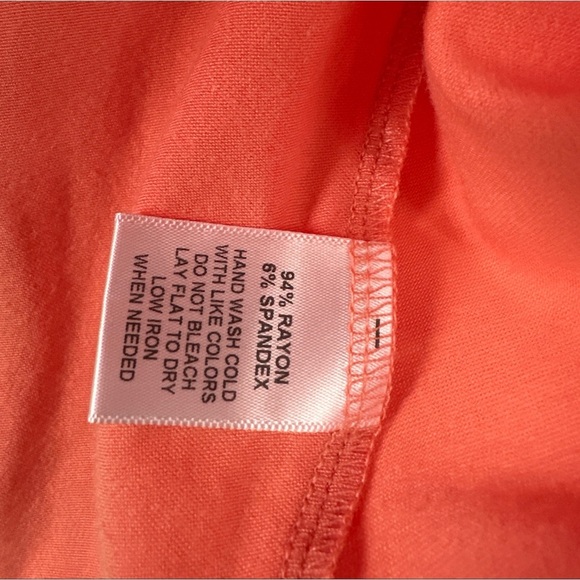 94% RAYON
6% SPANDEX
HAND WASH COLD
WITH LIKE COLORS
DO NOT BLEACH
LAY FLAT TO DRY
LOW IRON
WHEN NEEDED